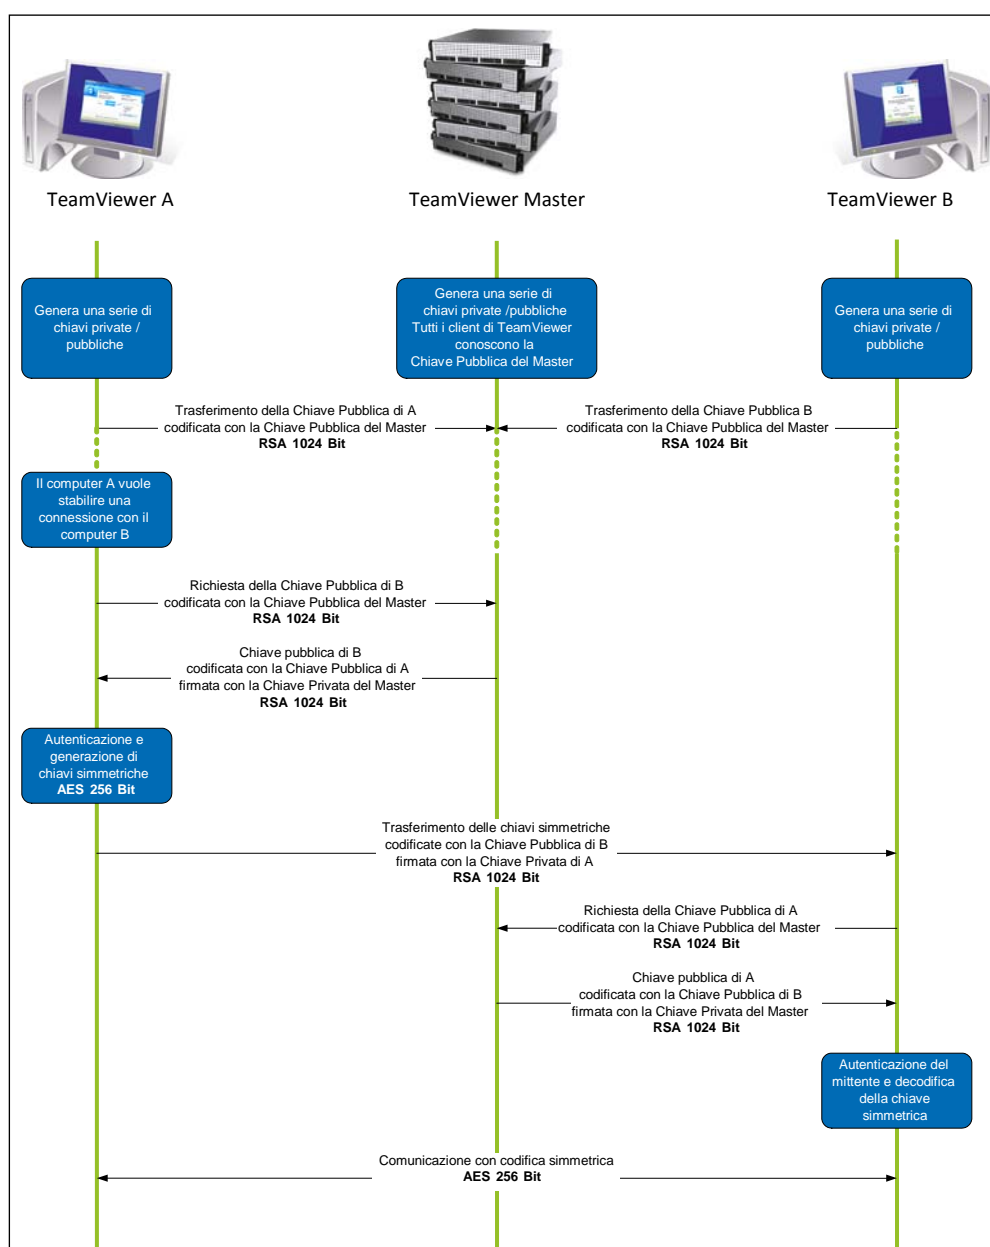 TeamViewer A
TeamViewer Master
TeamViewer B
Genera una serie di
chiavi private /
pubbliche
Genera una serie di
chiavi private /pubbliche
Tutti i client di TeamViewer
conoscono la
Chiave Pubblica del Master
Genera una serie di
chiavi private /
pubbliche
Trasferimento della Chiave Pubblica di A
codificata con la Chiave Pubblica del Master
RSA 1024 Bit
Trasferimento della Chiave Pubblica B
codificata con la Chiave Pubblica del Master
RSA 1024 Bit
Il computer A vuole
stabilire una
connessione con il
computer B
Richiesta della Chiave Pubblica di B
codificata con la Chiave Pubblica del Master
RSA 1024 Bit
Chiave pubblica di B
codificata con la Chiave Pubblica di A
firmata con la Chiave Privata del Master
RSA 1024 Bit
Autenticazione e
generazione di
chiavi simmetriche
AES 256 Bit
Trasferimento delle chiavi simmetriche
codificate con la Chiave Pubblica di B
firmata con la Chiave Privata di A
RSA 1024 Bit
Richiesta della Chiave Pubblica di A
codificata con la Chiave Pubblica del Master
RSA 1024 Bit
Chiave pubblica di A
codificata con la Chiave Pubblica di B
firmata con la Chiave Privata del Master
RSA 1024 Bit
Autenticazione del
mittente e decodifica
della chiave
simmetrica
Comunicazione con codifica simmetrica
AES 256 Bit